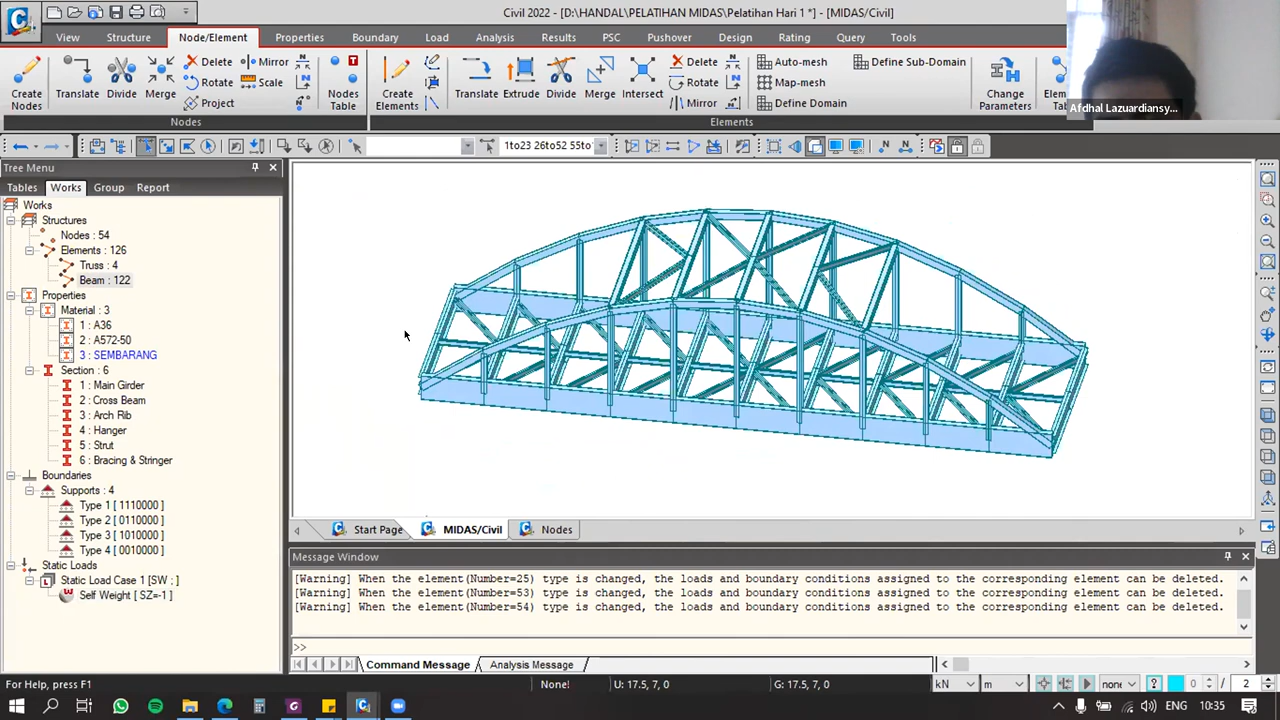 Civil 2022 - [D:\HANDAL\PELATIHAN MIDAS\Pelatihan Hari 1 *] - [MIDAS/Civil]
View Structure Node/Element Properties Boundary Load Analysis Results PSC Pushover Design Rating Query Tools
Create Nodes
Translate
Divide
Merge
Delete
Rotate
Project
Mirror
Scale
Nodes Table
Nodes
Create Elements
Translate
Extrude
Divide
Merge
Intersect
Delete
Rotate
Mirror
Auto-mesh
Map-mesh
Define Domain
Define Sub-Domain
Change Parameters
Elements
Afdhal Lazuardiansy...
1to23 26to52 55to
Tree Menu
Tables Works Group Report
Works
Structures
Nodes : 54
Elements : 126
Truss : 4
Beam : 122
Properties
Material : 3
1 : A36
2 : A572-50
3 : SEMBARANG
Section : 6
1 : Main Girder
2 : Cross Beam
3 : Arch Rib
4 : Hanger
5 : Strut
6 : Bracing & Stringer
Boundaries
Supports : 4
Type 1 [ 1110000 ]
Type 2 [ 0110000 ]
Type 3 [ 1010000 ]
Type 4 [ 0010000 ]
Static Loads
Static Load Case 1 [SW ; ]
Self Weight [ SZ=-1 ]
Start Page MIDAS/Civil Nodes
Message Window
[Warning] When the element(Number=25) type is changed, the loads and boundary conditions assigned to the corresponding element can be deleted.
[Warning] When the element(Number=53) type is changed, the loads and boundary conditions assigned to the corresponding element can be deleted.
[Warning] When the element(Number=54) type is changed, the loads and boundary conditions assigned to the corresponding element can be deleted.
>>
Command Message Analysis Message
For Help, press F1 None! U: 17.5, 7, 0 G: 17.5, 7, 0 kN m none 0 / 2
ENG 10:35